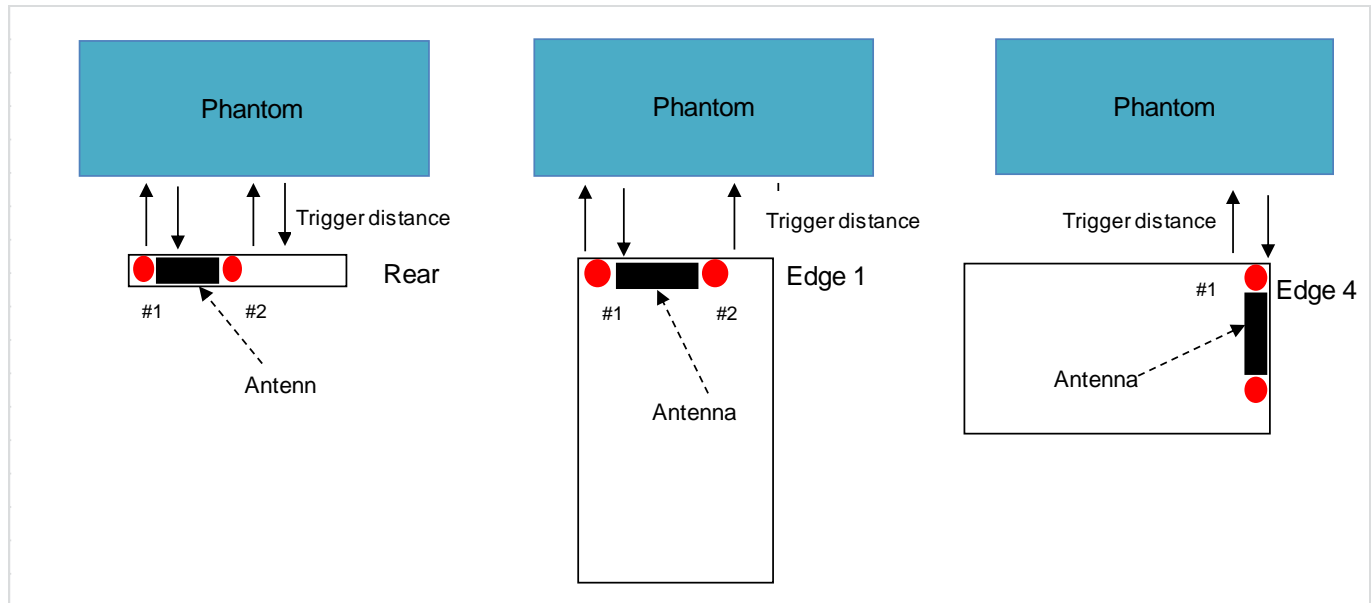 Phantom
Phantom
Phantom
Trigger distance
Trigger distance
Trigger distance
Rear
Edge 1
Edge 4
#1
#2
#1
#2
#1
Antenn
Antenna
Antenna